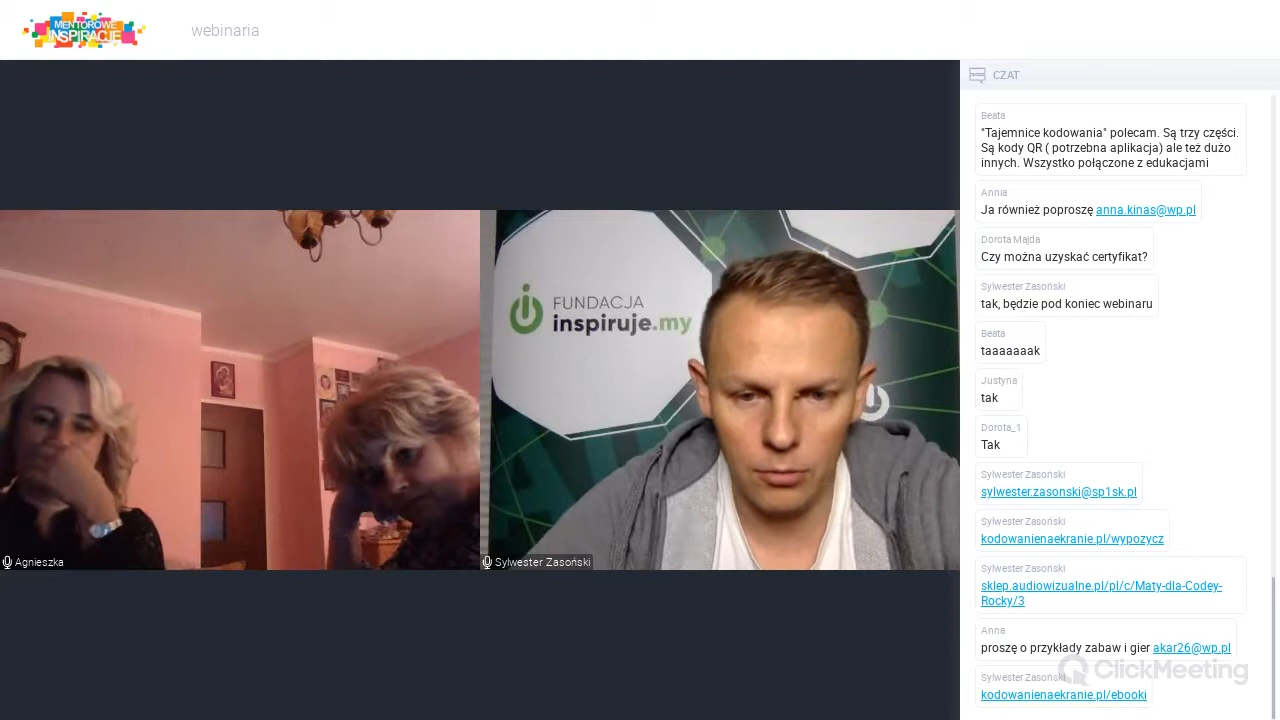 MENTOROWE
INSPIRACJE
webinaria
CZAT
FUNDACJA
inspiruje.my
Agnieszka
Sylwester Zasoński
Beata
"Tajemnice kodowania" polecam. Są trzy części.
Są kody QR ( potrzebna aplikacja) ale też dużo
innych. Wszystko połączone z edukacjami
Annia
Ja również poproszę anna.kinas@wp.pl
Dorota Majda
Czy można uzyskać certyfikat?
Sylwester Zasoński
tak, będzie pod koniec webinaru
Beata
taaaaaaak
Justyna
tak
Dorota_1
Tak
Sylwester Zasoński
sylwester.zasonski@sp1sk.pl
Sylwester Zasoński
kodowanienaekranie.pl/wypozycz
Sylwester Zasoński
sklep.audiowizualne.pl/pl/c/Maty-dla-Codey-
Rocky/3
Anna
proszę o przykłady zabaw i gier akar26@wp.pl
Sylwester Zasoński
kodowanienaekranie.pl/ebooki
ClickMeeting